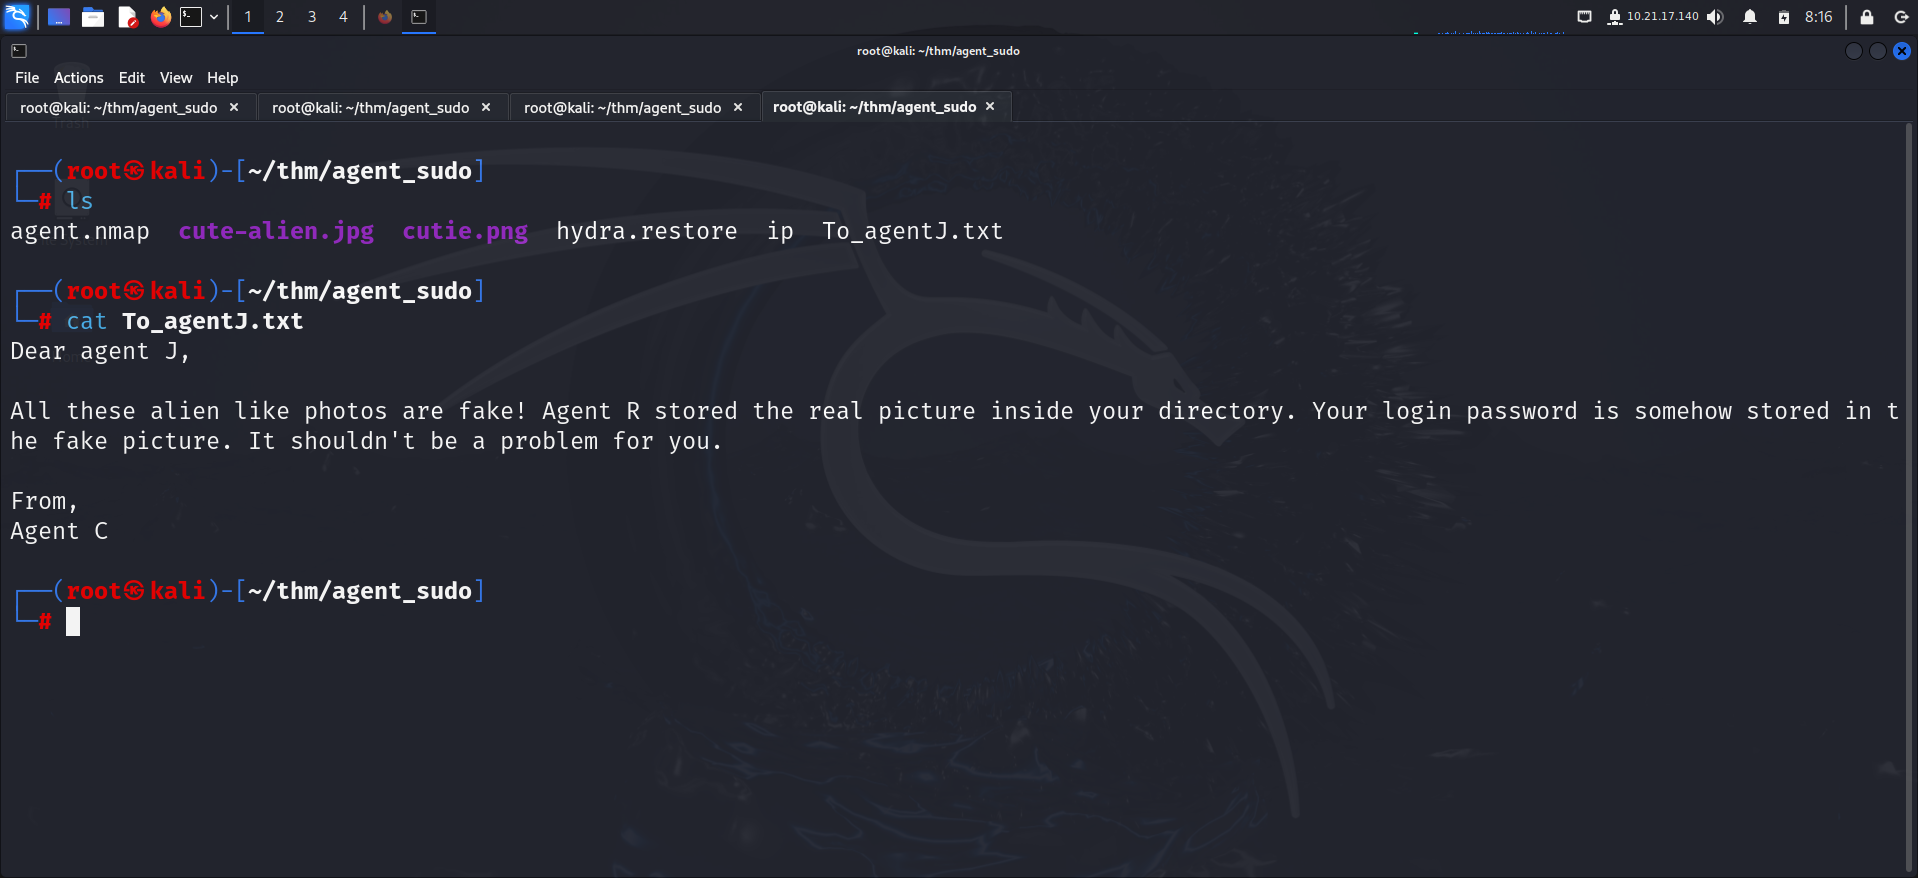 1 2 3 4 10.21.17.140 8:16
root@kali: ~/thm/agent_sudo
File Actions Edit View Help
root@kali: ~/thm/agent_sudo × root@kali: ~/thm/agent_sudo × root@kali: ~/thm/agent_sudo × root@kali: ~/thm/agent_sudo ×
┌──(root㉿kali)-[~/thm/agent_sudo]
└─# ls
agent.nmap cute-alien.jpg cutie.png hydra.restore ip To_agentJ.txt
┌──(root㉿kali)-[~/thm/agent_sudo]
└─# cat To_agentJ.txt
Dear agent J,
All these alien like photos are fake! Agent R stored the real picture inside your directory. Your login password is somehow stored in t
he fake picture. It shouldn't be a problem for you.
From,
Agent C
┌──(root㉿kali)-[~/thm/agent_sudo]
└─#